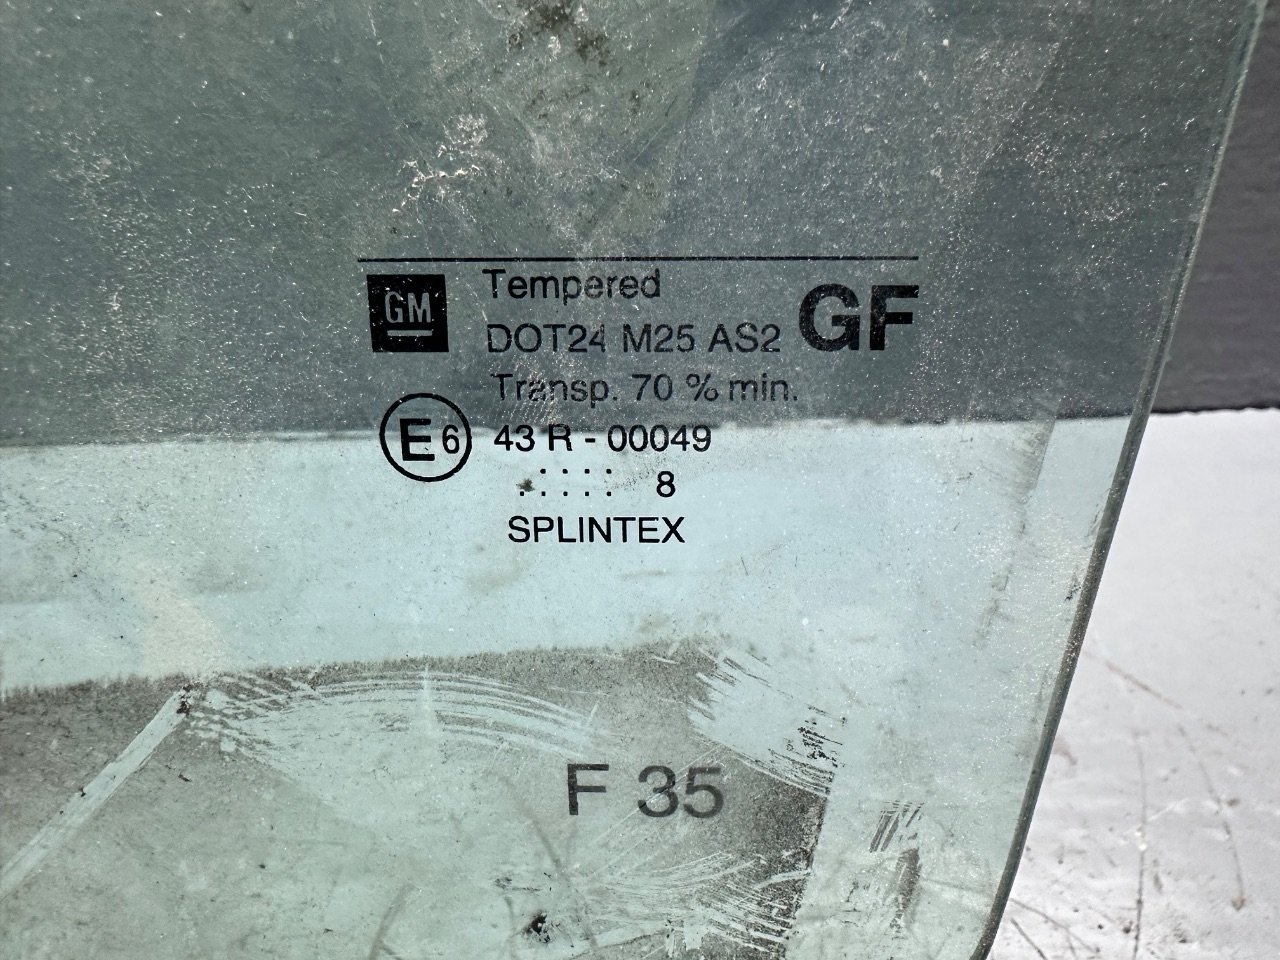 GM
Tempered
DOT24 M25 AS2
GF
Transp. 70 % min.
E6 43 R - 00049
. . . . . . . . . 8
SPLINTEX
F 35